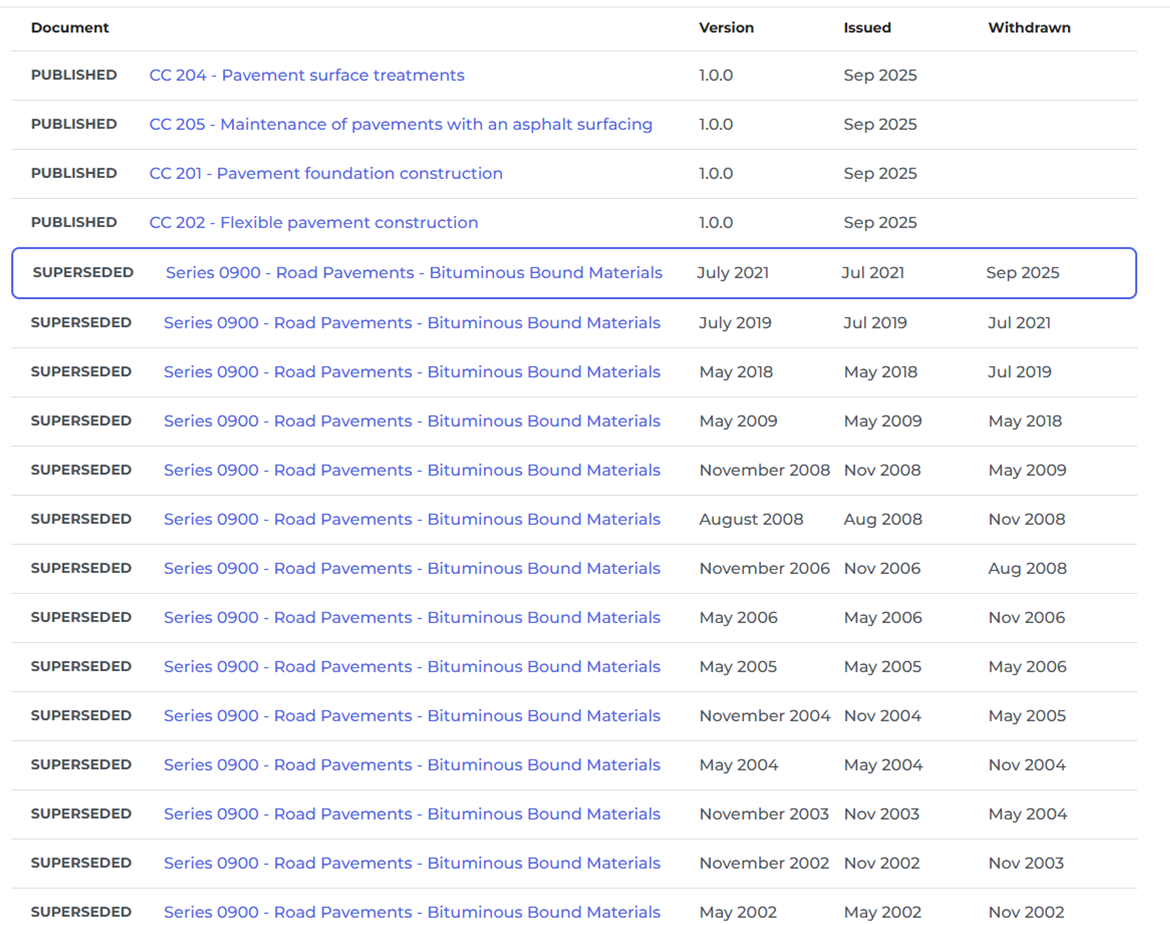 Document Version Issued Withdrawn
PUBLISHED CC 204 - Pavement surface treatments 1.0.0 Sep 2025
PUBLISHED CC 205 - Maintenance of pavements with an asphalt surfacing 1.0.0 Sep 2025
PUBLISHED CC 201 - Pavement foundation construction 1.0.0 Sep 2025
PUBLISHED CC 202 - Flexible pavement construction 1.0.0 Sep 2025
SUPERSEDED Series 0900 - Road Pavements - Bituminous Bound Materials July 2021 Jul 2021 Sep 2025
SUPERSEDED Series 0900 - Road Pavements - Bituminous Bound Materials July 2019 Jul 2019 Jul 2021
SUPERSEDED Series 0900 - Road Pavements - Bituminous Bound Materials May 2018 May 2018 Jul 2019
SUPERSEDED Series 0900 - Road Pavements - Bituminous Bound Materials May 2009 May 2009 May 2018
SUPERSEDED Series 0900 - Road Pavements - Bituminous Bound Materials November 2008 Nov 2008 May 2009
SUPERSEDED Series 0900 - Road Pavements - Bituminous Bound Materials August 2008 Aug 2008 Nov 2008
SUPERSEDED Series 0900 - Road Pavements - Bituminous Bound Materials November 2006 Nov 2006 Aug 2008
SUPERSEDED Series 0900 - Road Pavements - Bituminous Bound Materials May 2006 May 2006 Nov 2006
SUPERSEDED Series 0900 - Road Pavements - Bituminous Bound Materials May 2005 May 2005 May 2006
SUPERSEDED Series 0900 - Road Pavements - Bituminous Bound Materials November 2004 Nov 2004 May 2005
SUPERSEDED Series 0900 - Road Pavements - Bituminous Bound Materials May 2004 May 2004 Nov 2004
SUPERSEDED Series 0900 - Road Pavements - Bituminous Bound Materials November 2003 Nov 2003 May 2004
SUPERSEDED Series 0900 - Road Pavements - Bituminous Bound Materials November 2002 Nov 2002 Nov 2003
SUPERSEDED Series 0900 - Road Pavements - Bituminous Bound Materials May 2002 May 2002 Nov 2002